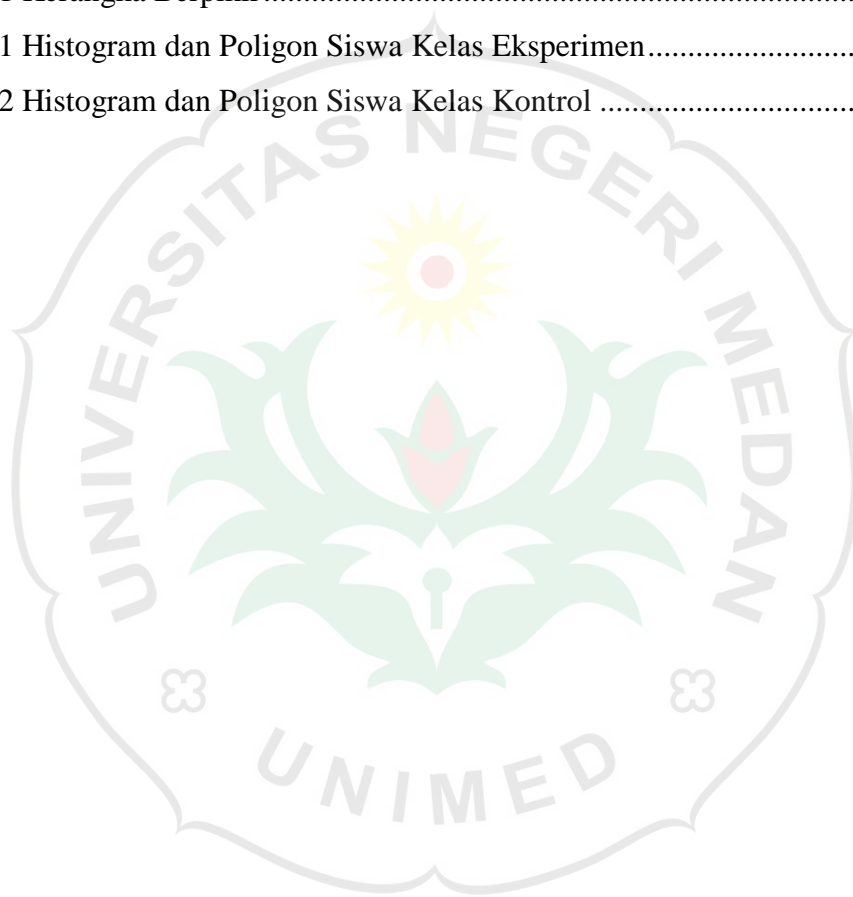 1 Histogram dan Poligon Siswa Kelas Eksperimen............................
2 Histogram dan Poligon Siswa Kelas Kontrol ................................
UNIVERSITAS NEGERI MEDAN
UNIMED